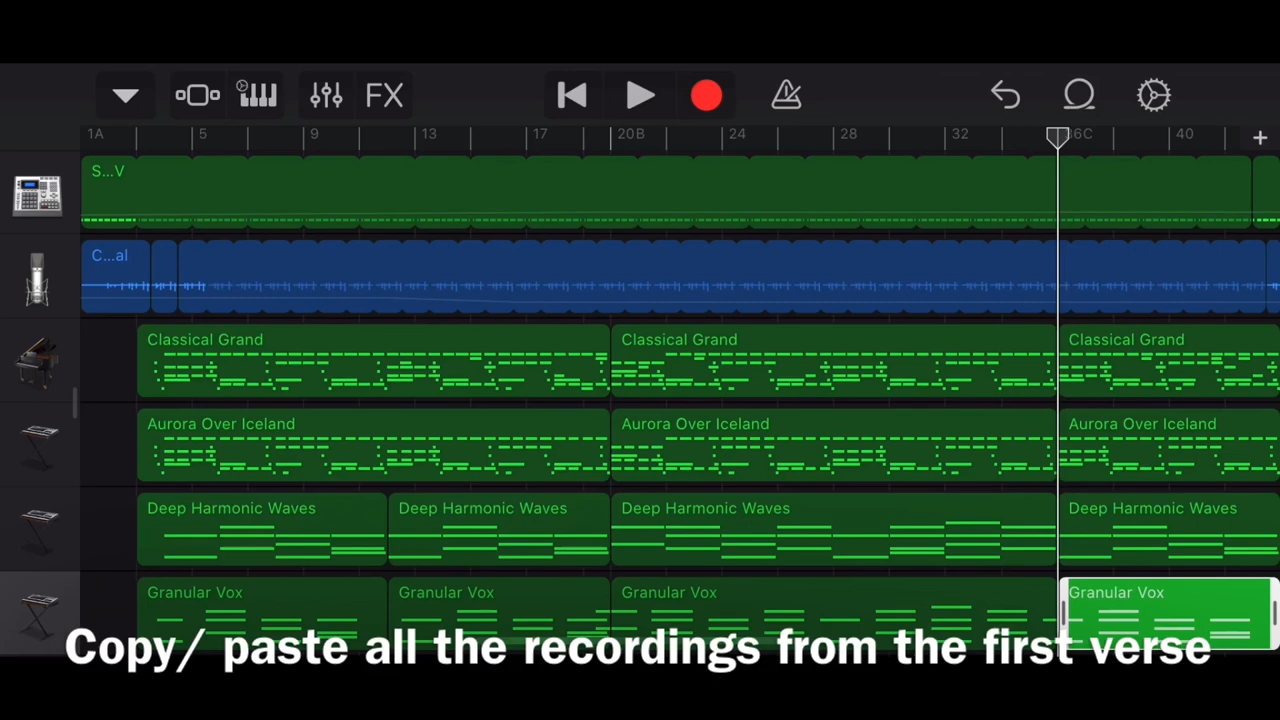 FX
1A 5 9 13 17 20B 24 28 32 36C 40 +
S...V
C...al
Classical Grand Classical Grand Classical Grand
Aurora Over Iceland Aurora Over Iceland Aurora Over Iceland
Deep Harmonic Waves Deep Harmonic Waves Deep Harmonic Waves Deep Harmonic Waves
Granular Vox Granular Vox Granular Vox Granular Vox
Copy/ paste all the recordings from the first verse